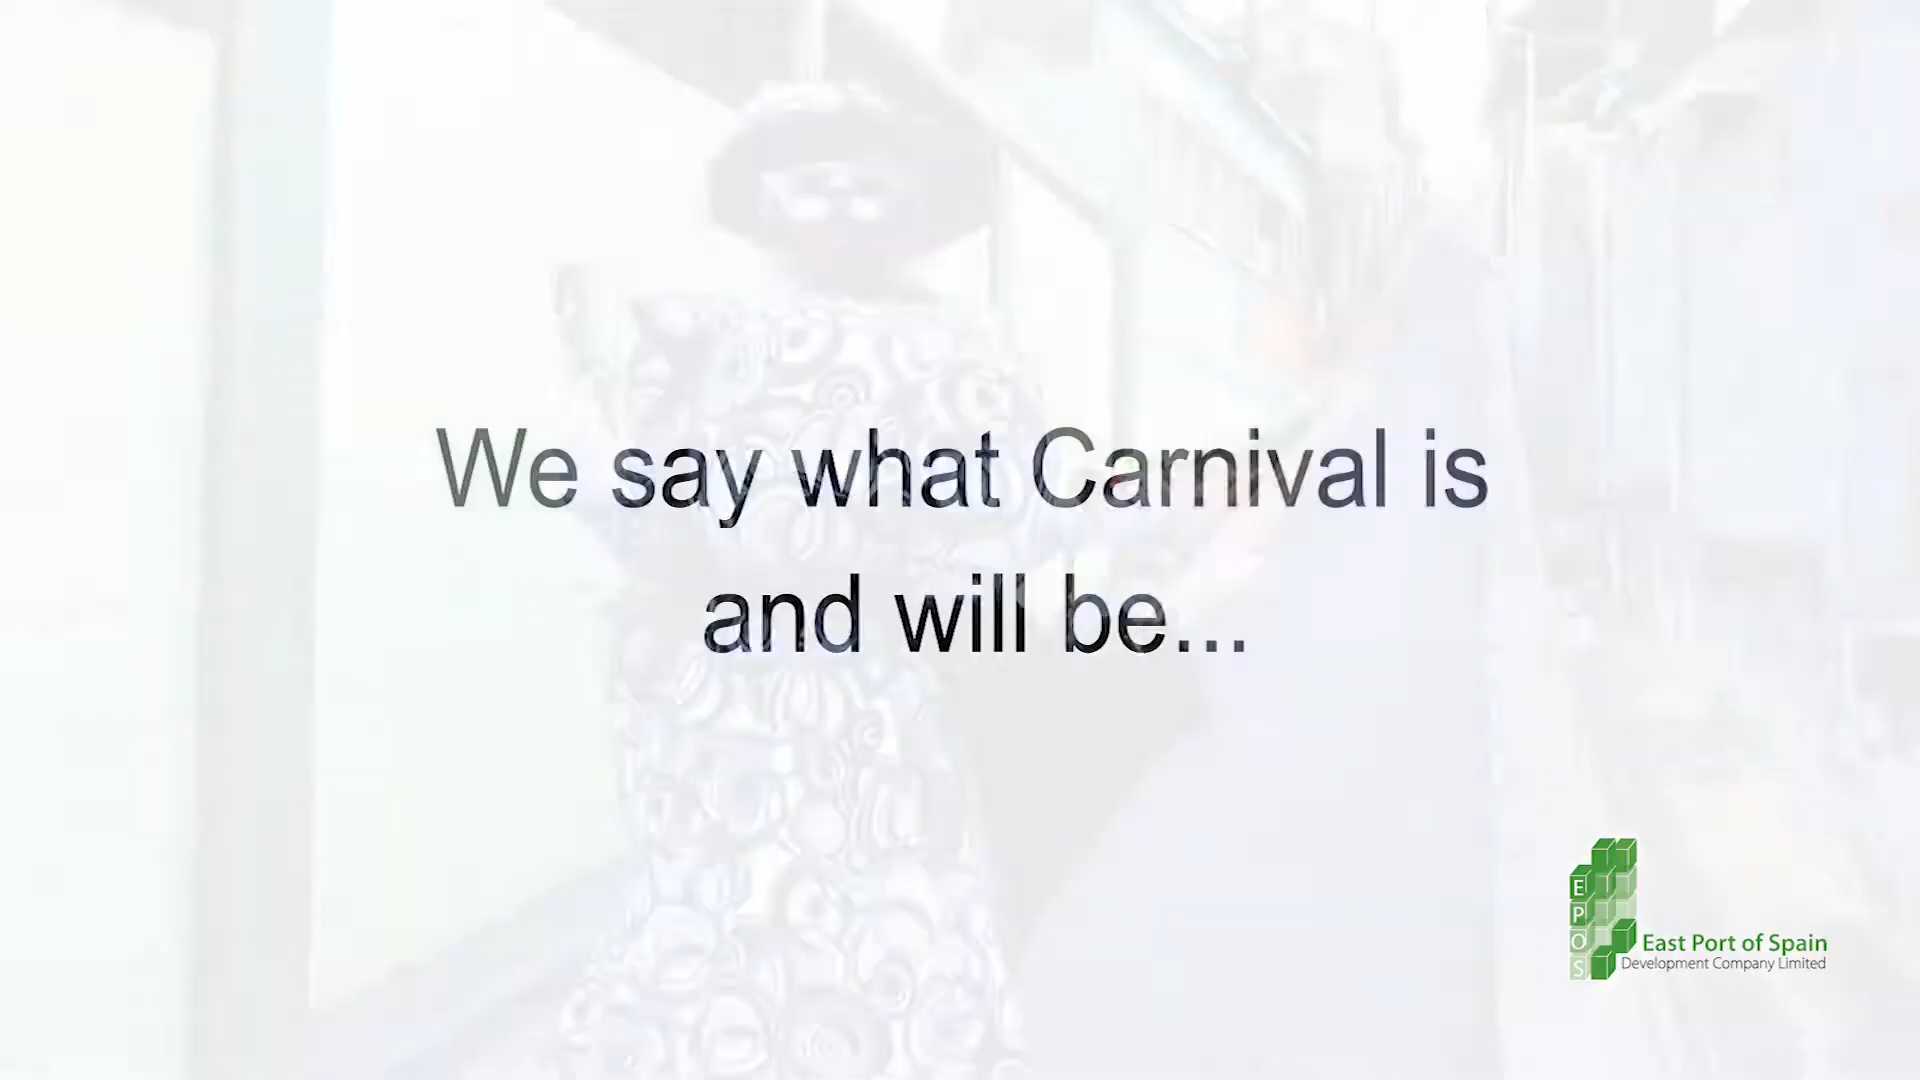 We say what Carnival is
and will be...
E
P
O
S
East Port of Spain
Development Company Limited